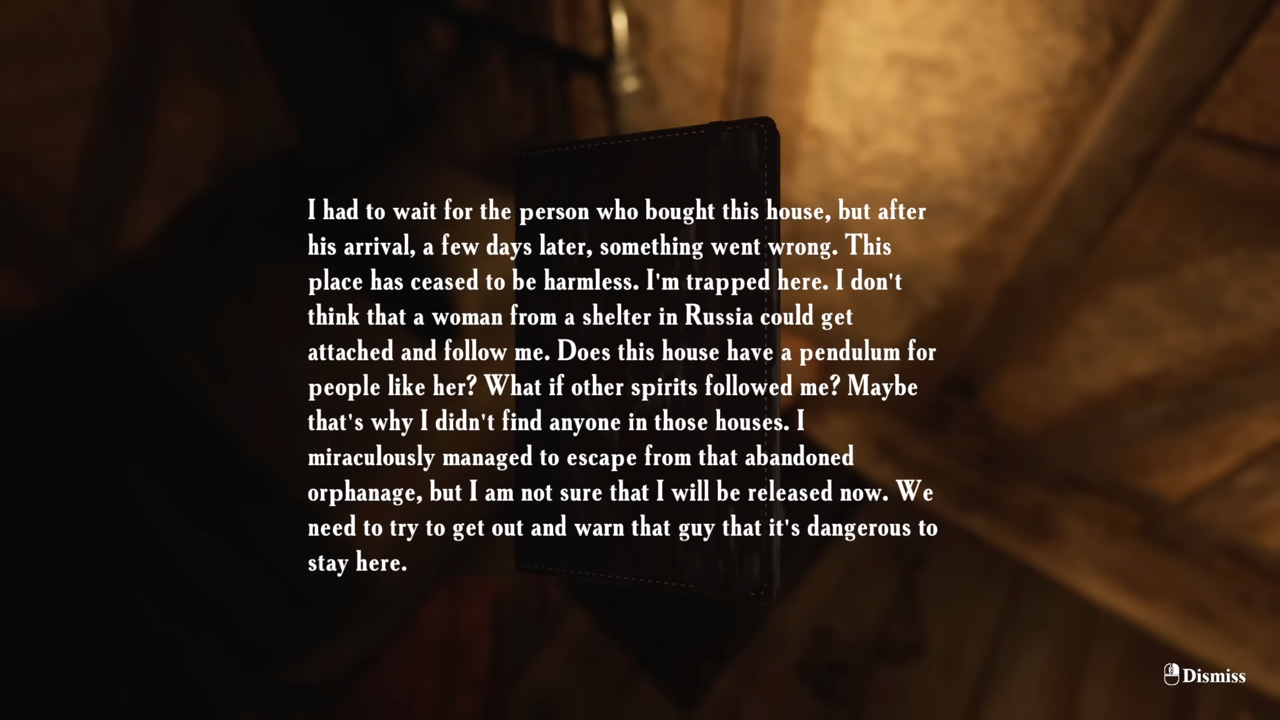 I had to wait for the person who bought this house, but after
his arrival, a few days later, something went wrong. This
place has ceased to be harmless. I'm trapped here. I don't
think that a woman from a shelter in Russia could get
attached and follow me. Does this house have a pendulum for
people like her? What if other spirits followed me? Maybe
that's why I didn't find anyone in those houses. I
miraculously managed to escape from that abandoned
orphanage, but I am not sure that I will be released now. We
need to try to get out and warn that guy that it's dangerous to
stay here.
Dismiss